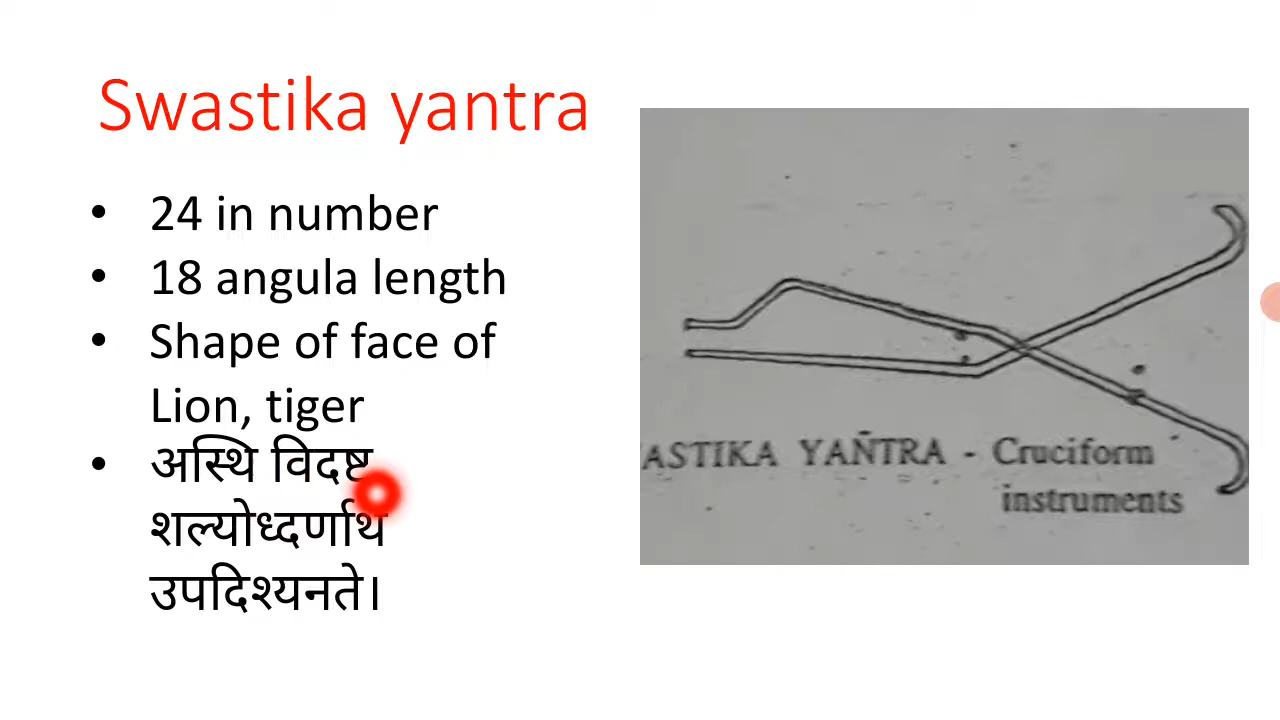 Swastika yantra
• 24 in number
• 18 angula length
• Shape of face of
Lion, tiger
• अस्थि विदष्ट
शल्योध्दर्णाथ
उपदिश्यनते।
ASTIKA YAÑTRA - Cruciform
instruments